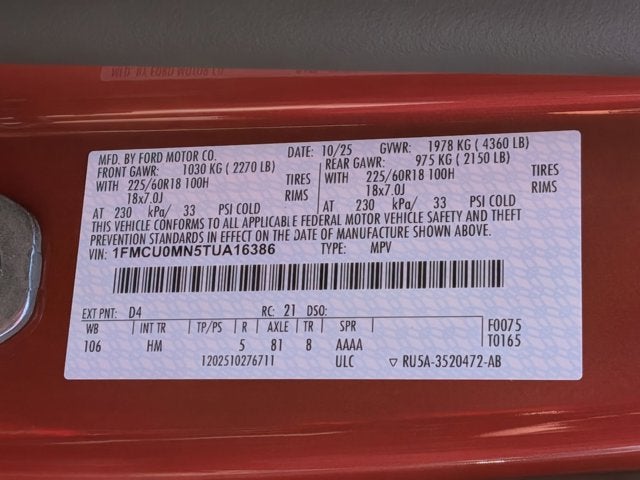 MFD. BY FORD MOTOR CO.
MFD. BY FORD MOTOR CO. DATE: 10/25 GVWR: 1978 KG ( 4360 LB)
FRONT GAWR: 1030 KG ( 2270 LB) REAR GAWR: 975 KG ( 2150 LB)
WITH 225/60R18 100H TIRES WITH 225/60R18 100H TIRES
18x7.0J RIMS 18x7.0J RIMS
AT 230 kPa/ 33 PSI COLD AT 230 kPa/ 33 PSI COLD
THIS VEHICLE CONFORMS TO ALL APPLICABLE FEDERAL MOTOR VEHICLE SAFETY AND THEFT
PREVENTION STANDARDS IN EFFECT ON THE DATE OF MANUFACTURE SHOWN ABOVE.
VIN: 1FMCU0MN5TUA16386 TYPE: MPV
EXT PNT: D4 RC: 21 DSO:
WB INT TR TP/PS R AXLE TR SPR F0075
106 HM 5 81 8 AAAA T0165
1202510276711 ULC ▽ RU5A-3520472-AB